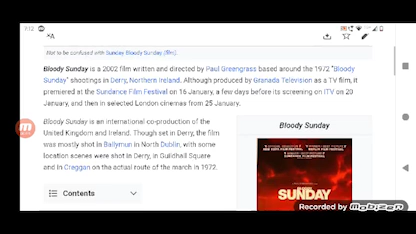 Not to be confused with Sunday Bloody Sunday (film).
Bloody Sunday is a 2002 film written and directed by Paul Greengrass based around the 1972 "Bloody
Sunday" shootings in Derry, Northern Ireland. Although produced by Granada Television as a TV film, it
premiered at the Sundance Film Festival on 16 January, a few days before its screening on ITV on 20
January, and then in selected London cinemas from 25 January.
Bloody Sunday is an international co-production of the
United Kingdom and Ireland. Though set in Derry, the film
was mostly shot in Ballymun in North Dublin, with some
location scenes were shot in Derry, in Guildhall Square
and in Creggan on the actual route of the march in 1972.
Contents
Bloody Sunday
SUNDAY
Recorded by
Mobizen